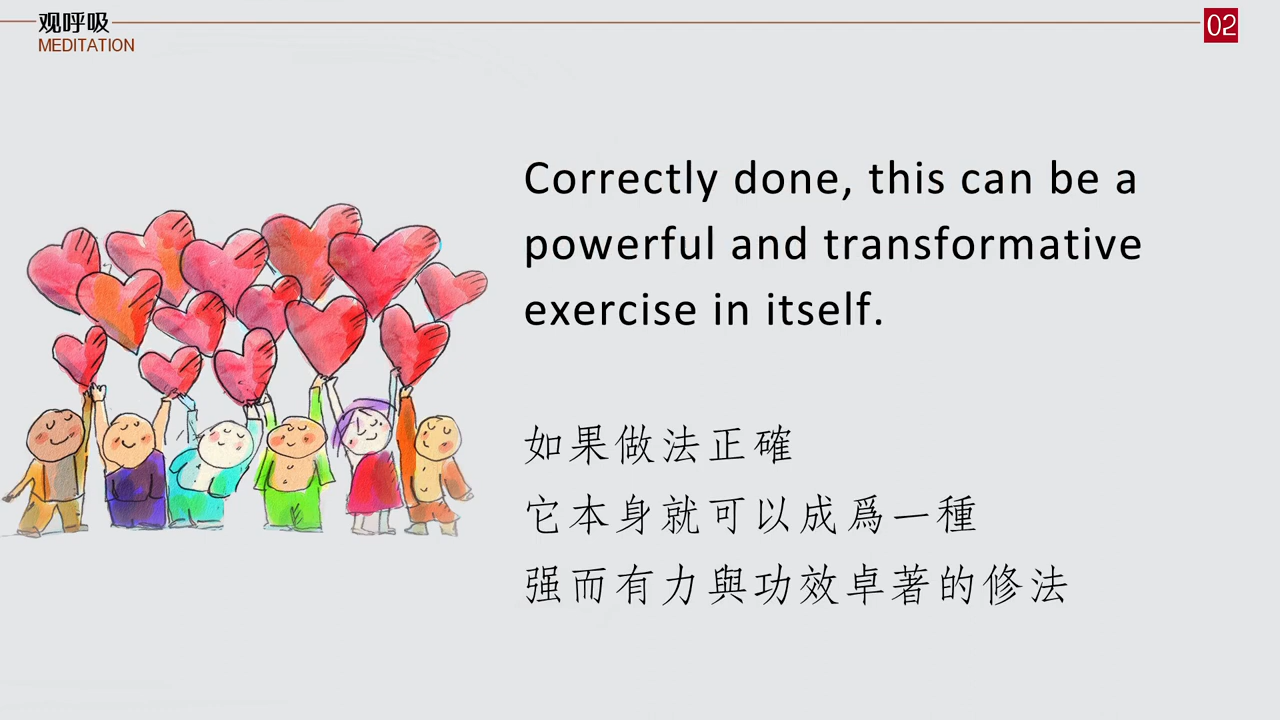 观呼吸
MEDITATION
02
Correctly done, this can be a
powerful and transformative
exercise in itself.
如果做法正確
它本身就可以成爲一種
强而有力與功效卓著的修法